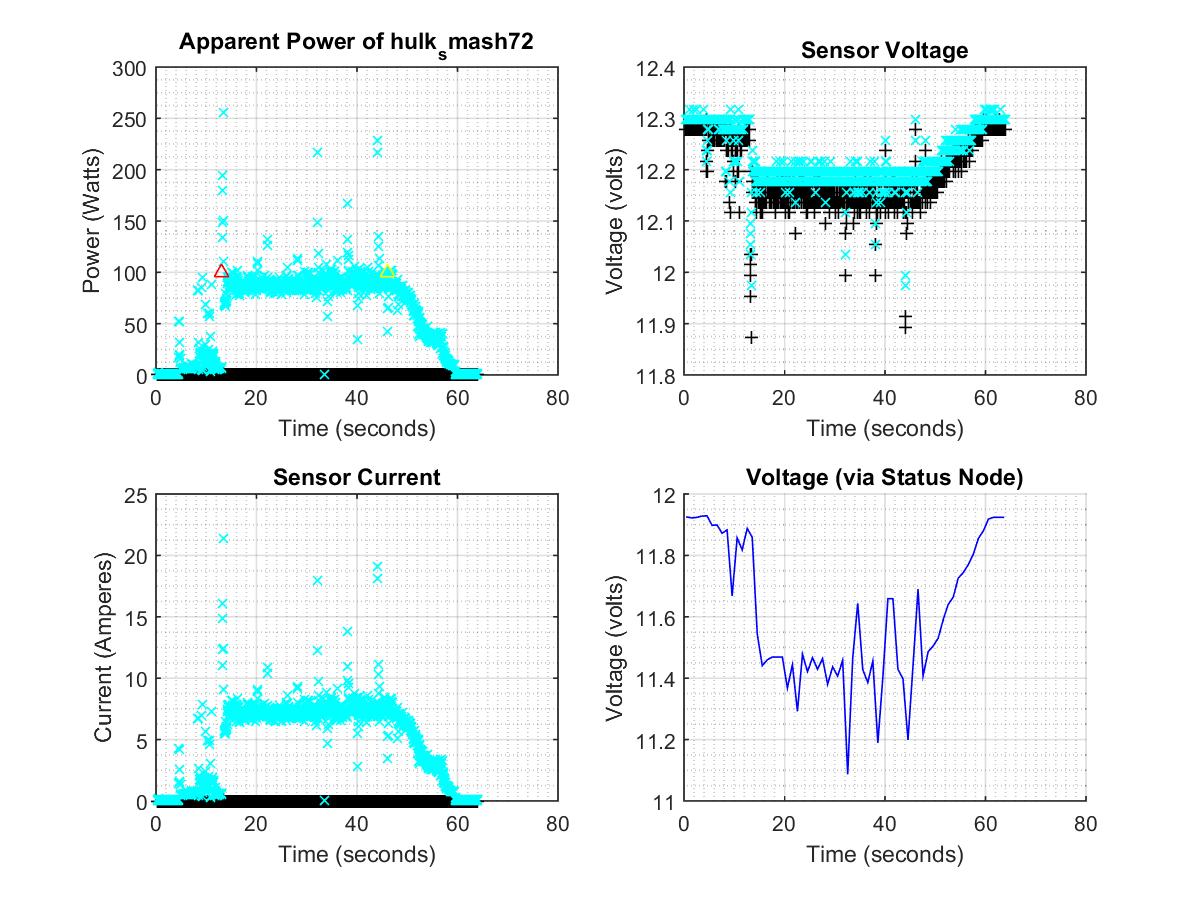 Apparent Power of hulksmash72
300
250
200
150
100
50
0
Power (Watts)
0 20 40 60 80
Time (seconds)
Sensor Voltage
12.4
12.3
12.2
12.1
12
11.9
11.8
Voltage (volts)
0 20 40 60 80
Time (seconds)
Sensor Current
25
20
15
10
5
0
Current (Amperes)
0 20 40 60 80
Time (seconds)
Voltage (via Status Node)
12
11.8
11.6
11.4
11.2
11
Voltage (volts)
0 20 40 60 80
Time (seconds)